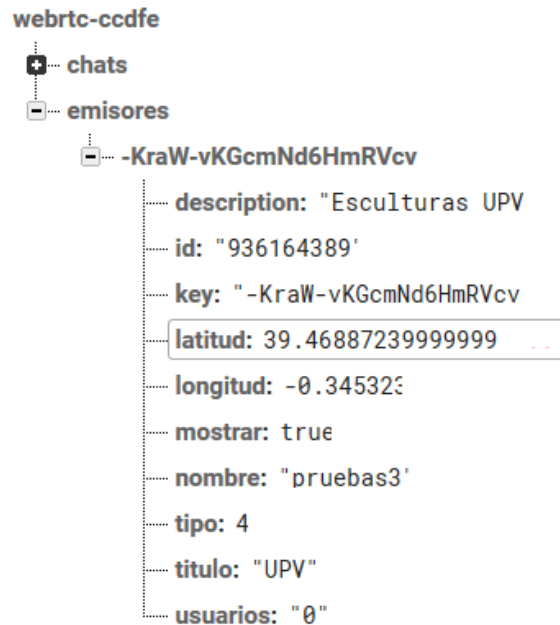 webrtc-ccdfe
chats
emisores
-KraW-vKGcmNd6HmRVcv
description: "Esculturas UPV
id: "936164389'
key: "-KraW-vKGcmNd6HmRVcv
latitud: 39.46887239999999
longitud: -0.345323
mostrar: true
nombre: "pruebas3'
tipo: 4
titulo: "UPV"
usuarios: "0"